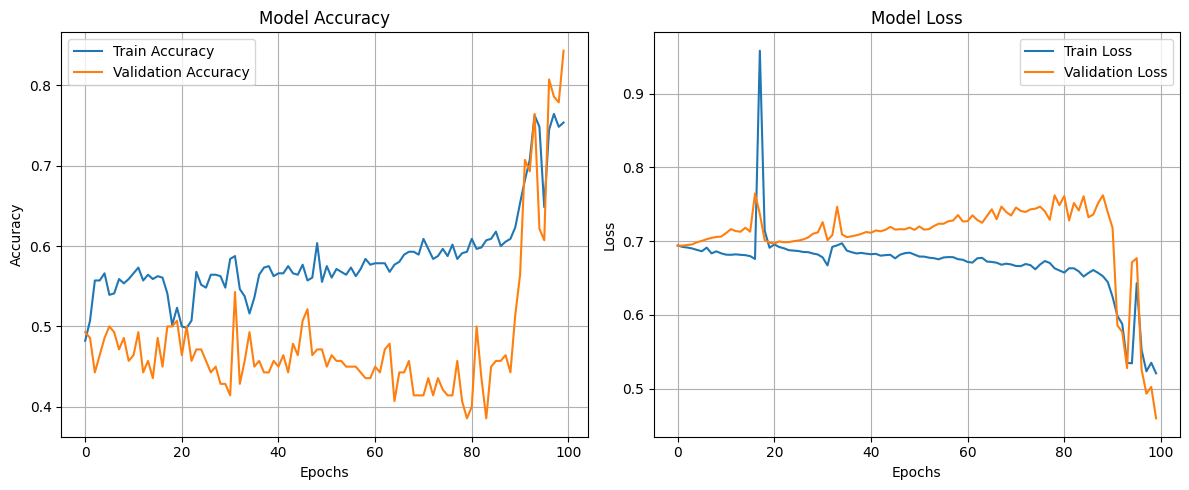 Model Accuracy
Train Accuracy
Validation Accuracy
Accuracy
0.8
0.7
0.6
0.5
0.4
0
20
40
60
80
100
Epochs
Model Loss
Train Loss
Validation Loss
Loss
0.9
0.8
0.7
0.6
0.5
0
20
40
60
80
100
Epochs